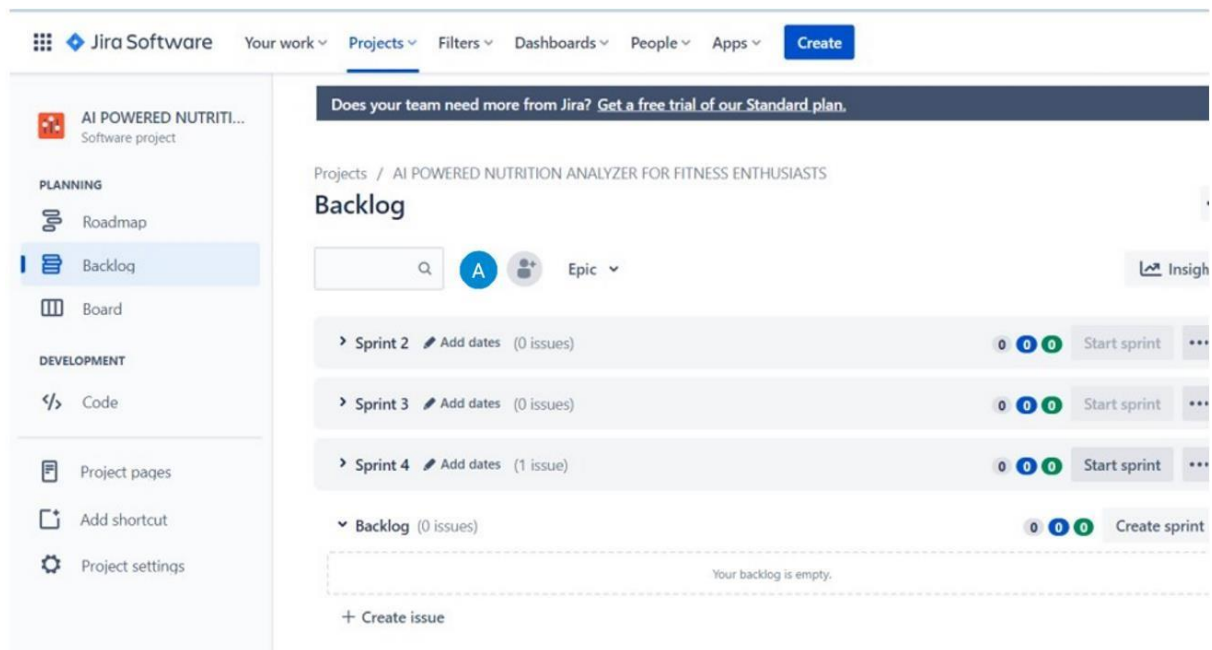 Jira Software Your work Projects Filters Dashboards People Apps Create
AI POWERED NUTRITI...
Software project
PLANNING
Roadmap
Backlog
Board
DEVELOPMENT
</> Code
Project pages
Add shortcut
Project settings
Does your team need more from Jira? Get a free trial of our Standard plan.
Projects / AI POWERED NUTRITION ANALYZER FOR FITNESS ENTHUSIASTS
Backlog
A Epic Insigh
Sprint 2 Add dates (0 issues) 0 0 0 Start sprint ...
Sprint 3 Add dates (0 issues) 0 0 0 Start sprint ...
Sprint 4 Add dates (1 issue) 0 0 0 Start sprint ...
Backlog (0 issues) 0 0 0 Create sprint
Your backlog is empty.
+ Create issue